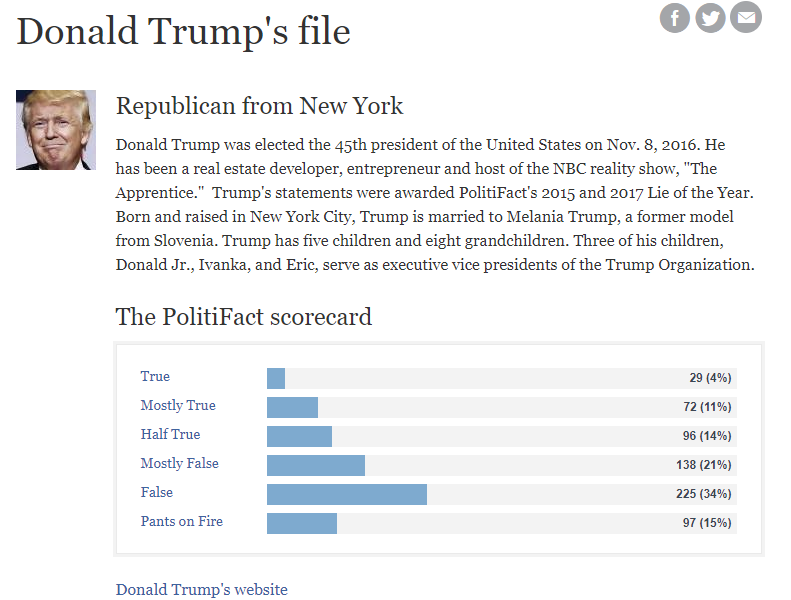 Donald Trump's file
Republican from New York
Donald Trump was elected the 45th president of the United States on Nov. 8, 2016. He
has been a real estate developer, entrepreneur and host of the NBC reality show, "The
Apprentice."  Trump's statements were awarded PolitiFact's 2015 and 2017 Lie of the Year.
Born and raised in New York City, Trump is married to Melania Trump, a former model
from Slovenia. Trump has five children and eight grandchildren. Three of his children,
Donald Jr., Ivanka, and Eric, serve as executive vice presidents of the Trump Organization.
The PolitiFact scorecard
True 29 (4%)
Mostly True 72 (11%)
Half True 96 (14%)
Mostly False 138 (21%)
False 225 (34%)
Pants on Fire 97 (15%)
Donald Trump's website